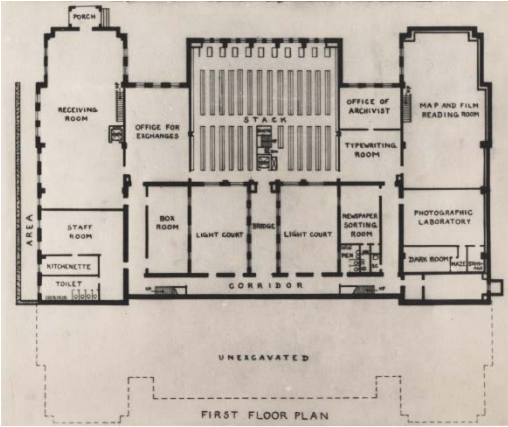 PORCH
RECEIVING
ROOM
OFFICE FOR
EXCHANGES
STACK
OFFICE OF
ARCHIVIST
MAP AND FILM
READING ROOM
TYPEWRITING
ROOM
AREA
STAFF
ROOM
BOX
ROOM
LIGHT COURT
BRIDGE
LIGHT COURT
NEWSPAPER
SORTING
ROOM
PHOTOGRAPHIC
LABORATORY
KITCHENETTE
MEN
DARK ROOM
MAZE
TOILET
UP
CORRIDOR
UP
UNEXCAVATED
FIRST FLOOR PLAN